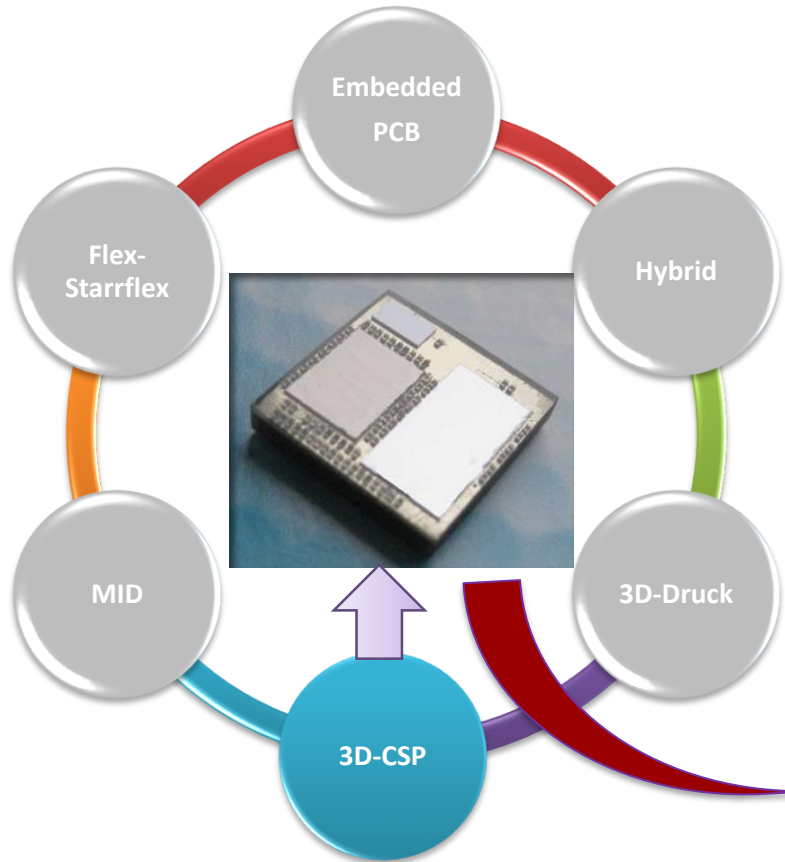 Embedded
PCB
Flex-
Starrflex
Hybrid
MID
3D-Druck
3D-CSP